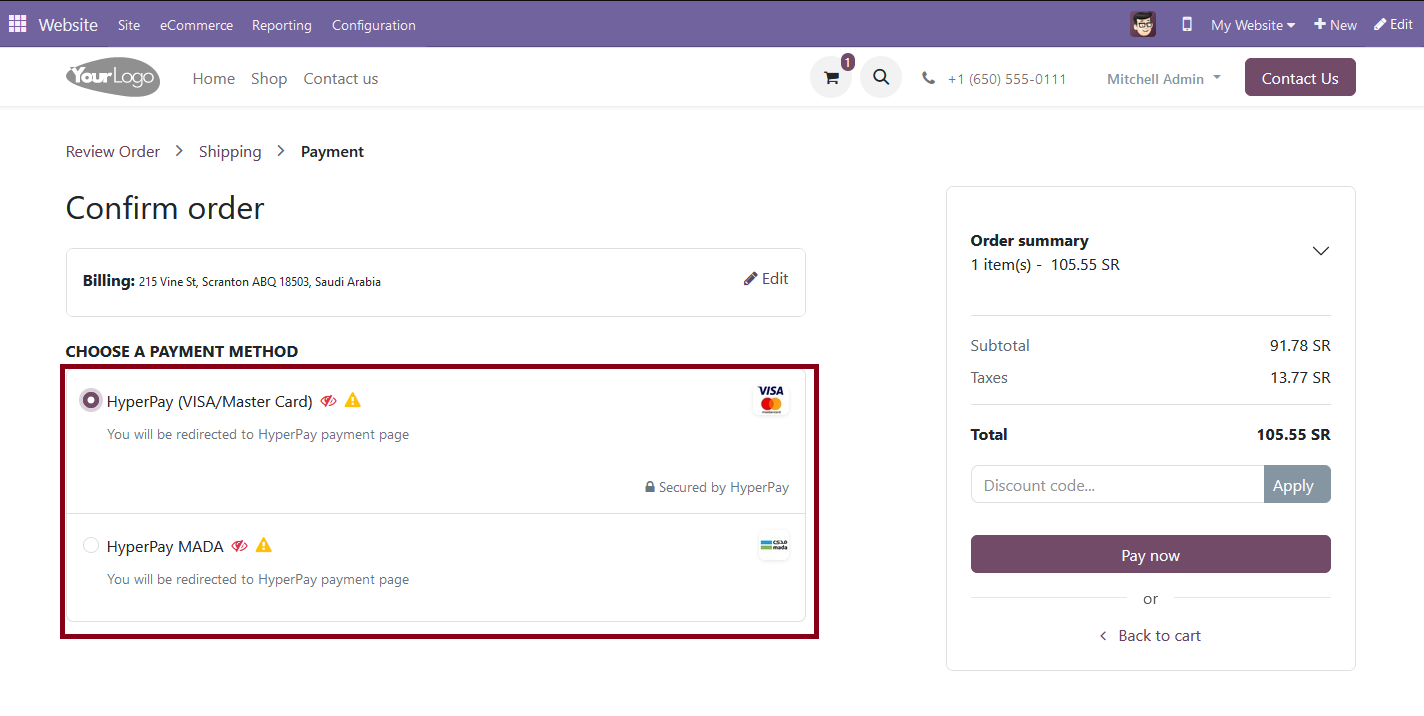 Website Site eCommerce Reporting Configuration My Website New Edit
YourLogo Home Shop Contact us 1 +1 (650) 555-0111 Mitchell Admin Contact Us
Review Order > Shipping > Payment
Confirm order
Billing: 215 Vine St, Scranton ABQ 18503, Saudi Arabia Edit
CHOOSE A PAYMENT METHOD
HyperPay (VISA/Master Card) VISA
mastercard
You will be redirected to HyperPay payment page
Secured by HyperPay
HyperPay MADA مدى
mada
You will be redirected to HyperPay payment page
Order summary
1 item(s) - 105.55 SR
Subtotal 91.78 SR
Taxes 13.77 SR
Total 105.55 SR
Discount code... Apply
Pay now
or
< Back to cart